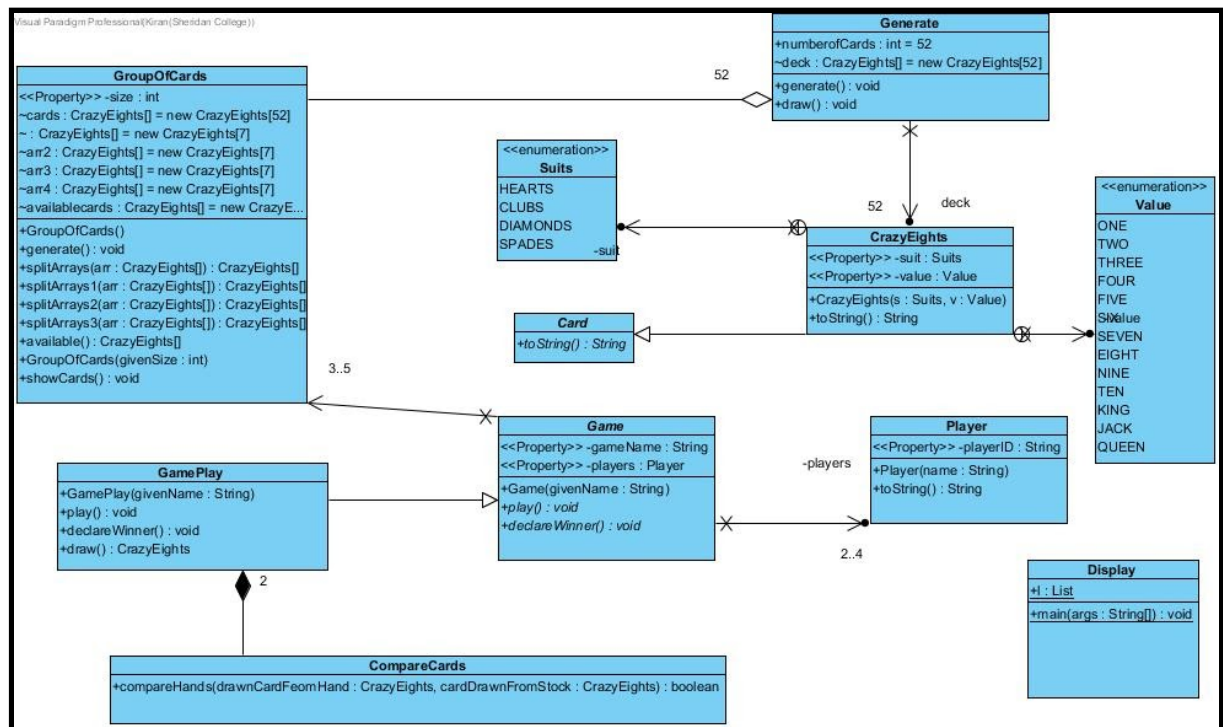 Visual Paradigm Professional(Kiran(Sheridan College))
Generate
+numberofCards : int = 52
~deck : CrazyEights[] = new CrazyEights[52]
+generate() : void
+draw() : void
52
GroupOfCards
<<Property>> -size : int
~cards : CrazyEights[] = new CrazyEights[52]
~ : CrazyEights[] = new CrazyEights[7]
~arr2 : CrazyEights[] = new CrazyEights[7]
~arr3 : CrazyEights[] = new CrazyEights[7]
~arr4 : CrazyEights[] = new CrazyEights[7]
~availablecards : CrazyEights[] = new CrazyE...
+GroupOfCards()
+generate() : void
+splitArrays(arr : CrazyEights[]) : CrazyEights[]
+splitArrays1(arr : CrazyEights[]) : CrazyEights[]
+splitArrays2(arr : CrazyEights[]) : CrazyEights[]
+splitArrays3(arr : CrazyEights[]) : CrazyEights[]
+available() : CrazyEights[]
+GroupOfCards(givenSize : int)
+showCards() : void
<<enumeration>>
Suits
HEARTS
CLUBS
DIAMONDS
SPADES
-suit
52
deck
CrazyEights
<<Property>> -suit : Suits
<<Property>> -value : Value
+CrazyEights(s : Suits, v : Value)
+toString() : String
<<enumeration>>
Value
ONE
TWO
THREE
FOUR
FIVE
SIX
-value
SEVEN
EIGHT
NINE
TEN
KING
JACK
QUEEN
Card
+toString() : String
3..5
Game
<<Property>> -gameName : String
<<Property>> -players : Player
+Game(givenName : String)
+play() : void
+declareWinner() : void
-players
2..4
Player
<<Property>> -playerID : String
+Player(name : String)
+toString() : String
GamePlay
+GamePlay(givenName : String)
+play() : void
+declareWinner() : void
+draw() : CrazyEights
2
Display
+l : List
+main(args : String[]) : void
CompareCards
+compareHands(drawnCardFeomHand : CrazyEights, cardDrawnFromStock : CrazyEights) : boolean